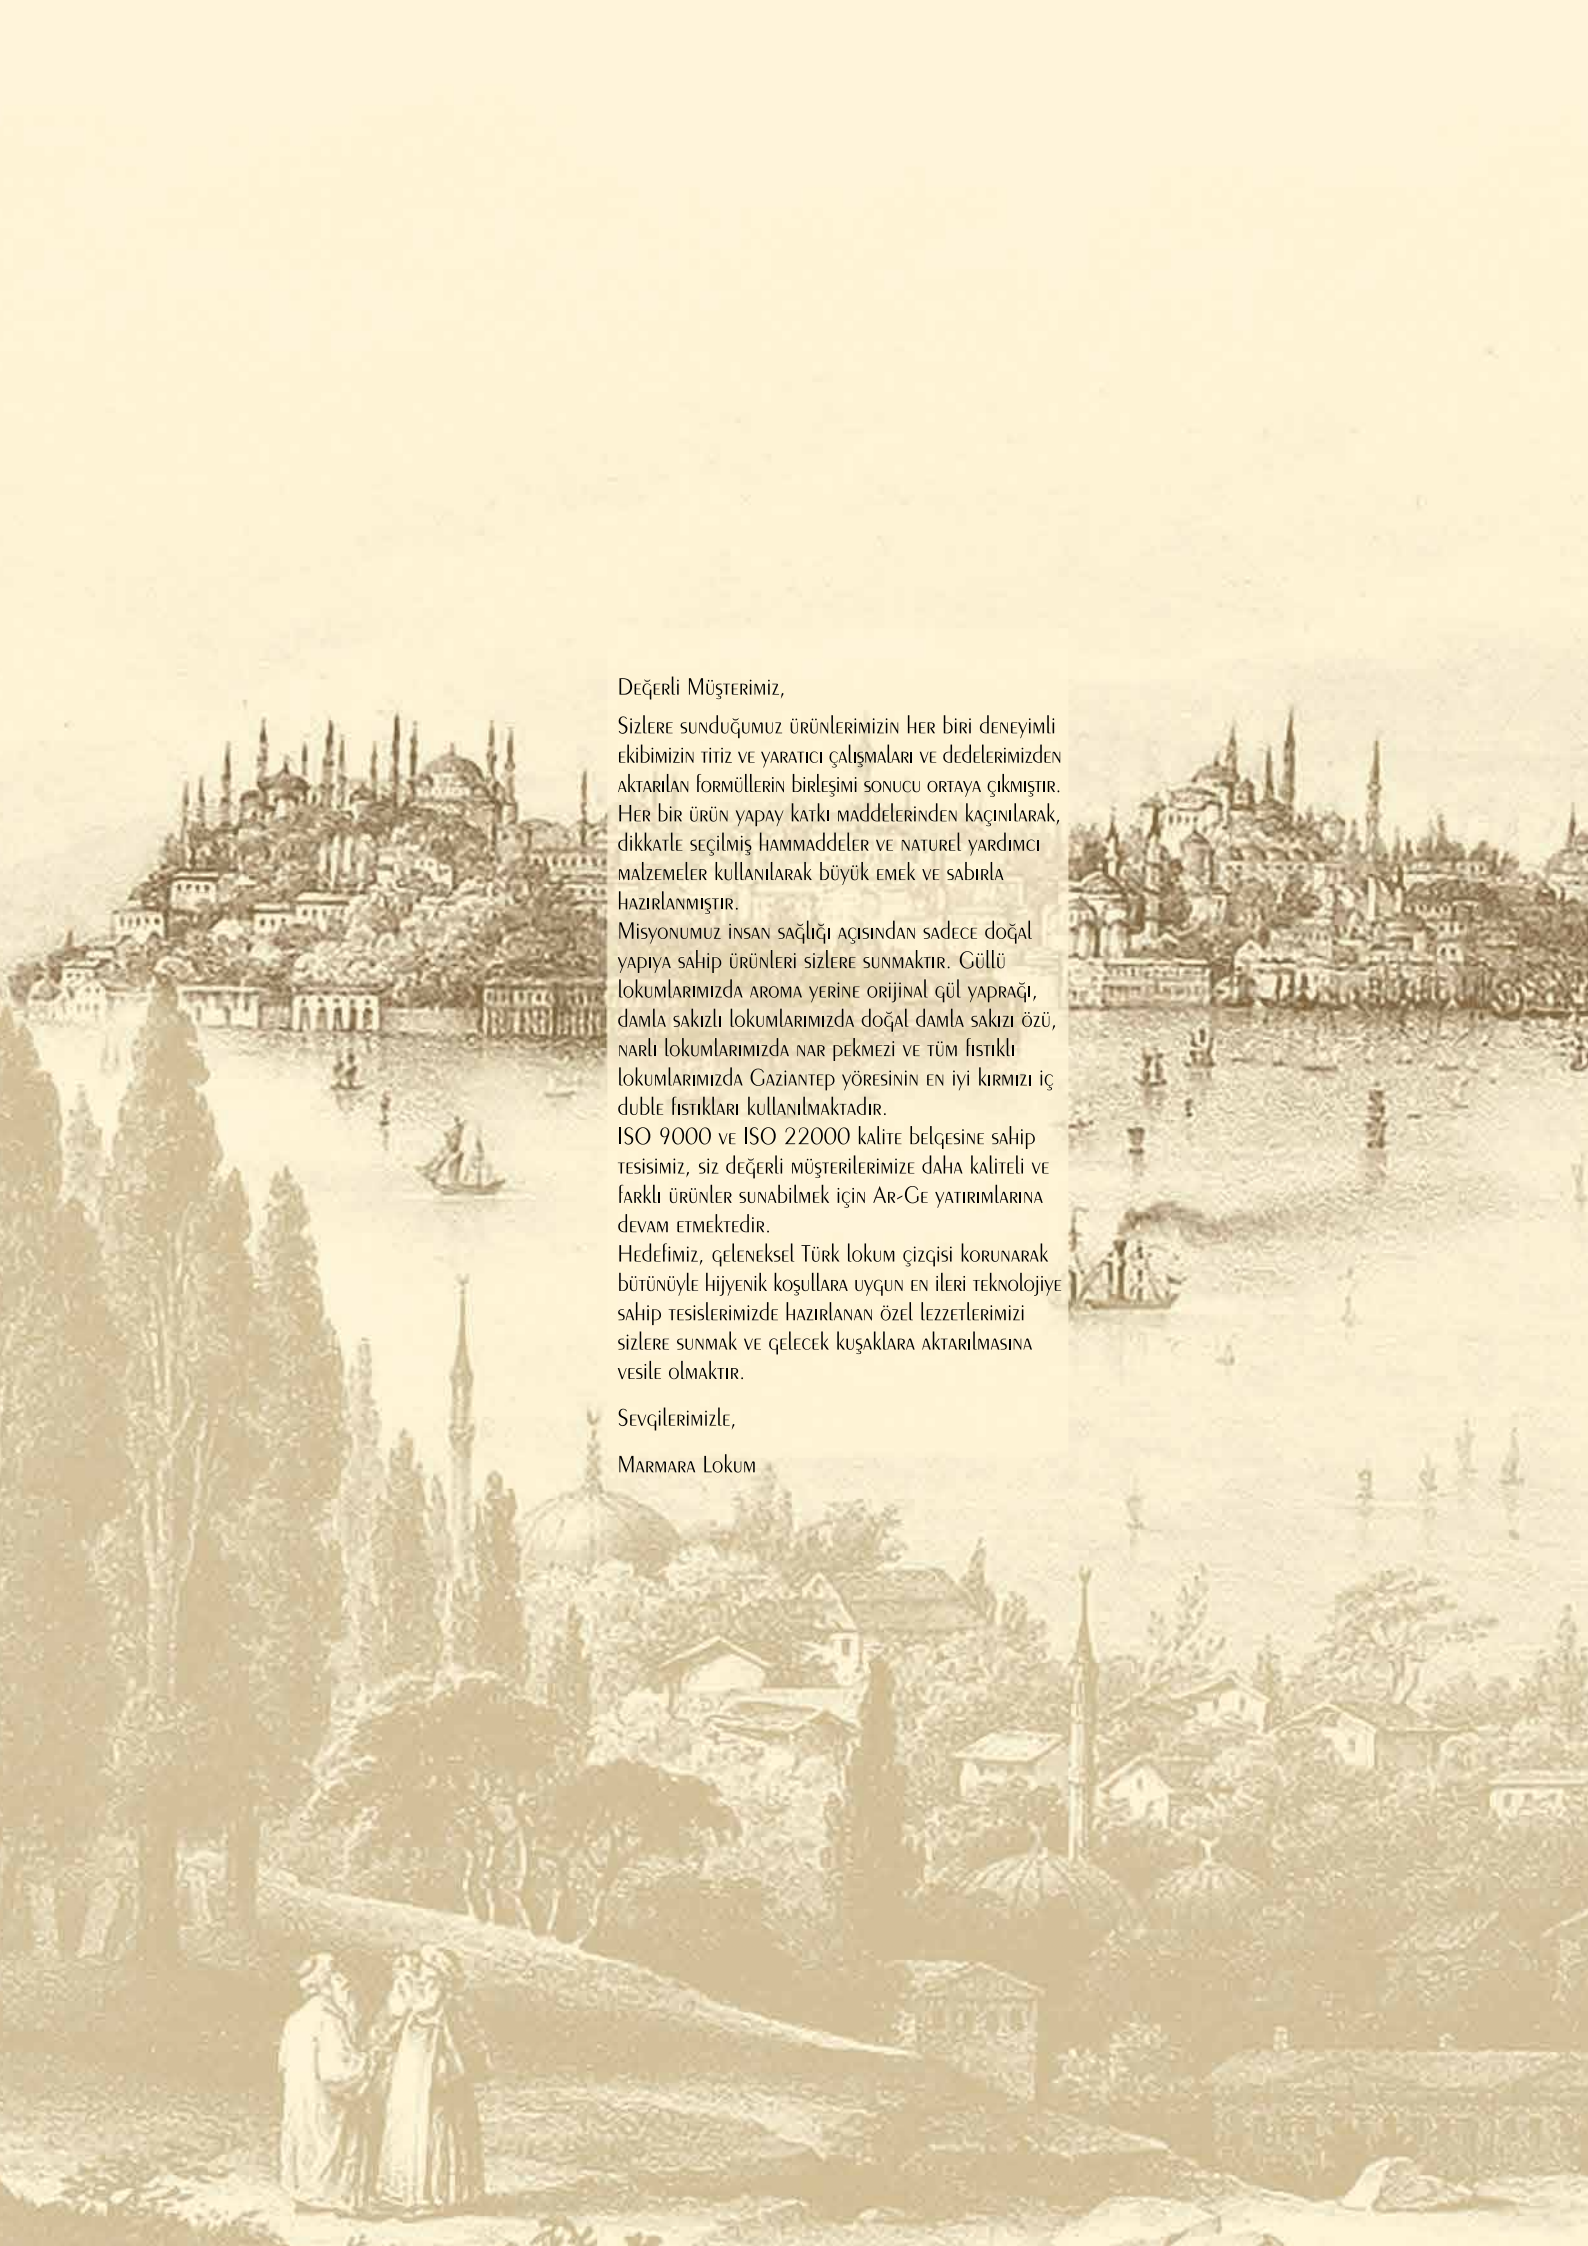 Değerli Müşterimiz,
Sizlere sunduğumuz ürünlerimizin her biri deneyimli
ekibimizin titiz ve yaratıcı çalışmaları ve dedelerimizden
aktarılan formüllerin birleşimi sonucu ortaya çıkmıştır.
Her bir ürün yapay katkı maddelerinden kaçınılarak,
dikkatle seçilmiş hammaddeler ve naturel yardımcı
malzemeler kullanılarak büyük emek ve sabırla
hazırlanmıştır.
Misyonumuz insan sağlığı açısından sadece doğal
yapıya sahip ürünleri sizlere sunmaktır. Güllü
lokumlarımızda aroma yerine orijinal gül yaprağı,
damla sakızlı lokumlarımızda doğal damla sakızı özü,
narlı lokumlarımızda nar pekmezi ve tüm fıstıklı
lokumlarımızda Gaziantep yöresinin en iyi kırmızı iç
duble fıstıkları kullanılmaktadır.
ISO 9000 ve ISO 22000 kalite belgesine sahip
tesisimiz, siz değerli müşterilerimize daha kaliteli ve
farklı ürünler sunabilmek için Ar-Ge yatırımlarına
devam etmektedir.
Hedefimiz, geleneksel Türk lokum çizgisi korunarak
bütünüyle hijyenik koşullara uygun en ileri teknolojiye
sahip tesislerimizde hazırlanan özel lezzetlerimizi
sizlere sunmak ve gelecek kuşaklara aktarılmasına
vesile olmaktır.
Sevgilerimizle,
Marmara Lokum